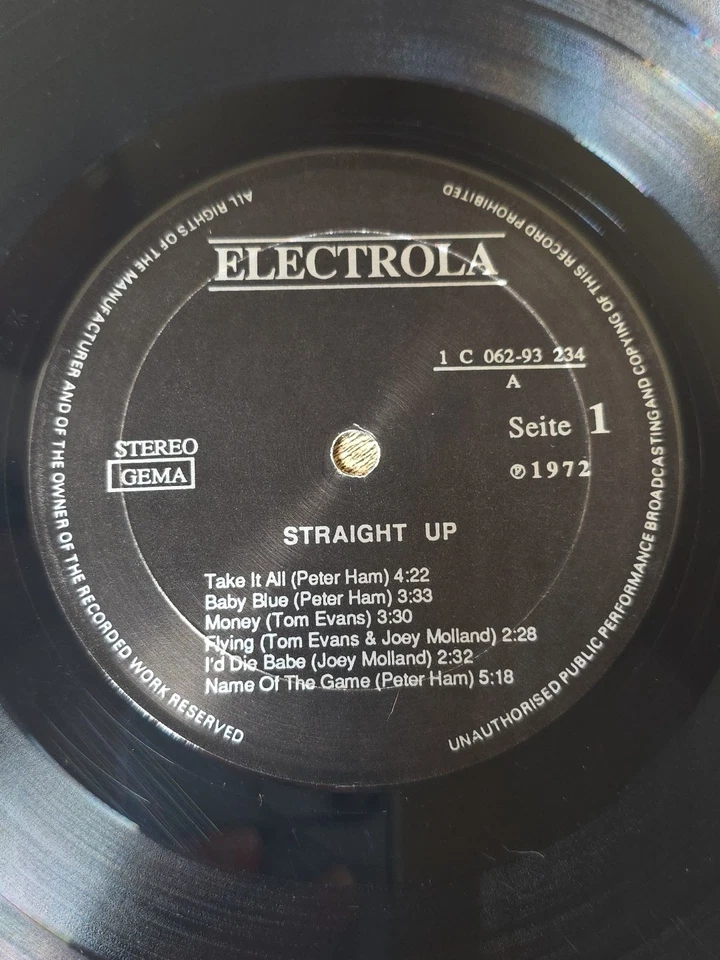 ELECTROLA
1 C 062-93 234
A
Seite 1
STEREO
GEMA
℗1972
STRAIGHT UP
Take It All (Peter Ham) 4:22
Baby Blue (Peter Ham) 3:33
Money (Tom Evans) 3:30
Flying (Tom Evans & Joey Molland) 2:28
I'd Die Babe (Joey Molland) 2:32
Name Of The Game (Peter Ham) 5:18
ALL RIGHTS OF THE MANUFACTURER AND OF THE OWNER OF THE RECORDED WORK RESERVED
UNAUTHORISED PUBLIC PERFORMANCE BROADCASTING AND COPYING OF THIS RECORD PROHIBITED